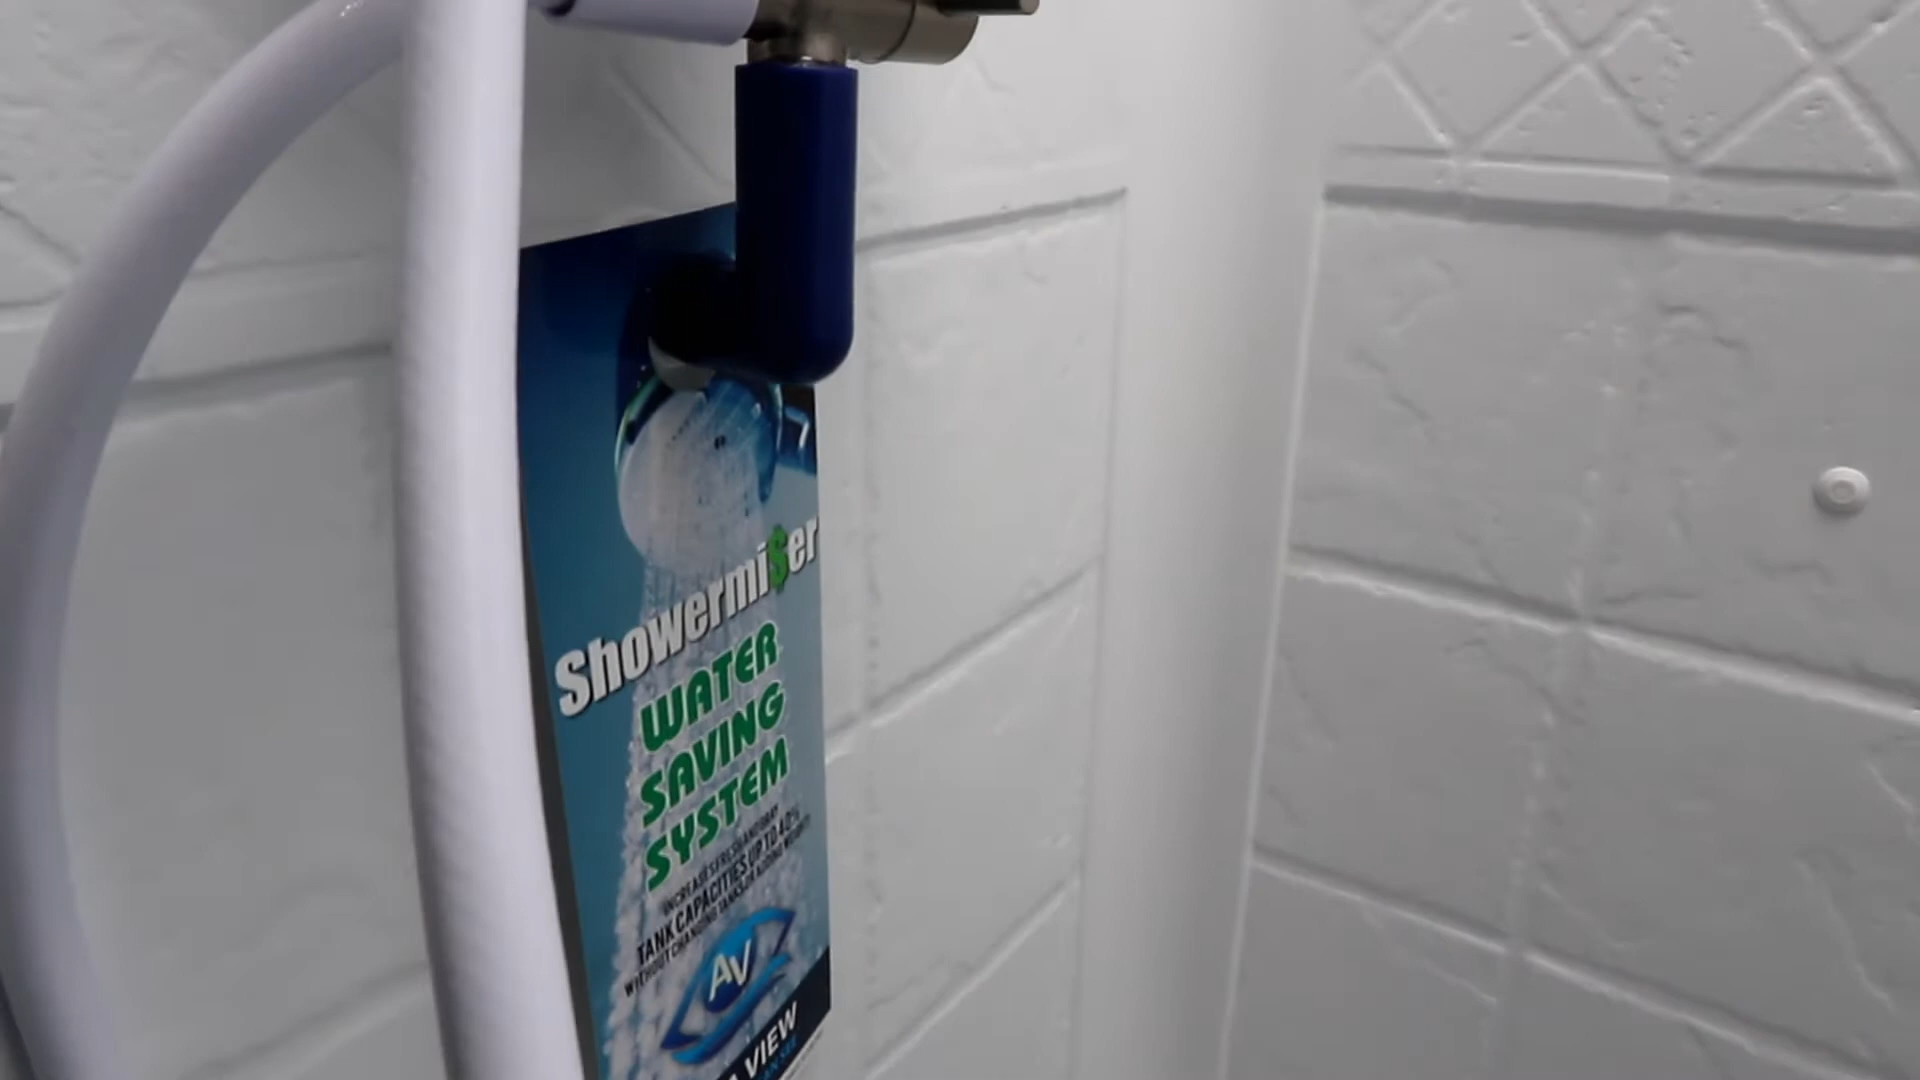 Showermi$er
WATER
SAVING
SYSTEM
INCREASES FRESH AND GRAY
TANK CAPACITIES UP TO 40%
WITHOUT CHANGING TANKS OR ADDING WEIGHT!
AV
VIEW